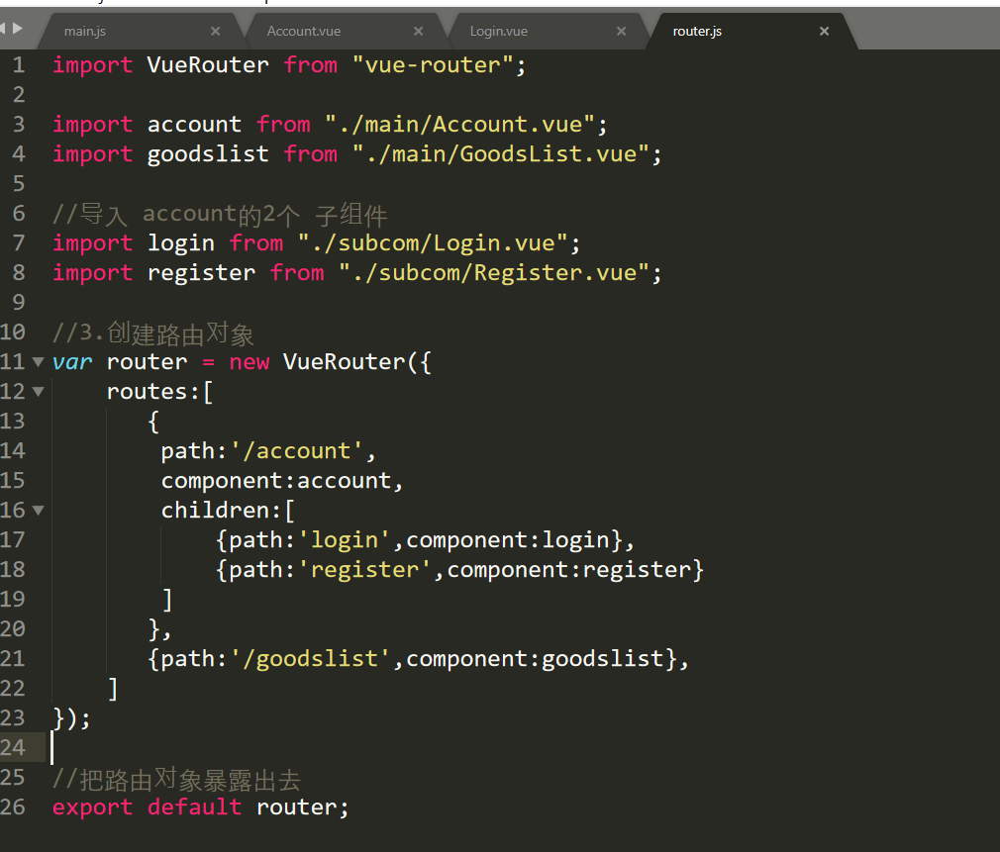 main.js × Account.vue × Login.vue × router.js ×
1 import VueRouter from "vue-router";
2
3 import account from "./main/Account.vue";
4 import goodslist from "./main/GoodsList.vue";
5
6 //导入 account的2个 子组件
7 import login from "./subcom/Login.vue";
8 import register from "./subcom/Register.vue";
9
10 //3.创建路由对象
11 var router = new VueRouter({
12     routes:[
13        {
14         path:'/account',
15         component:account,
16         children:[
17             {path:'login',component:login},
18             {path:'register',component:register}
19         ]
20        },
21        {path:'/goodslist',component:goodslist},
22     ]
23 });
24
25 //把路由对象暴露出去
26 export default router;